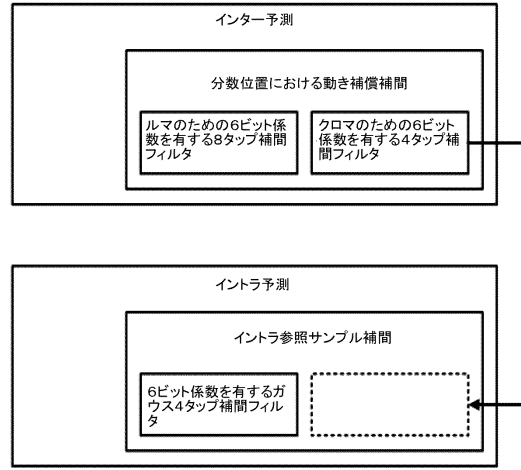 インター予測
分数位置における動き補償補間
ルマのための6ビット係
数を有する8タップ補間
フィルタ
クロマのための6ビット
係数を有する4タップ補
間フィルタ
イントラ予測
イントラ参照サンプル補間
6ビット係数を有するガ
ウス4タップ補間フィル
タ